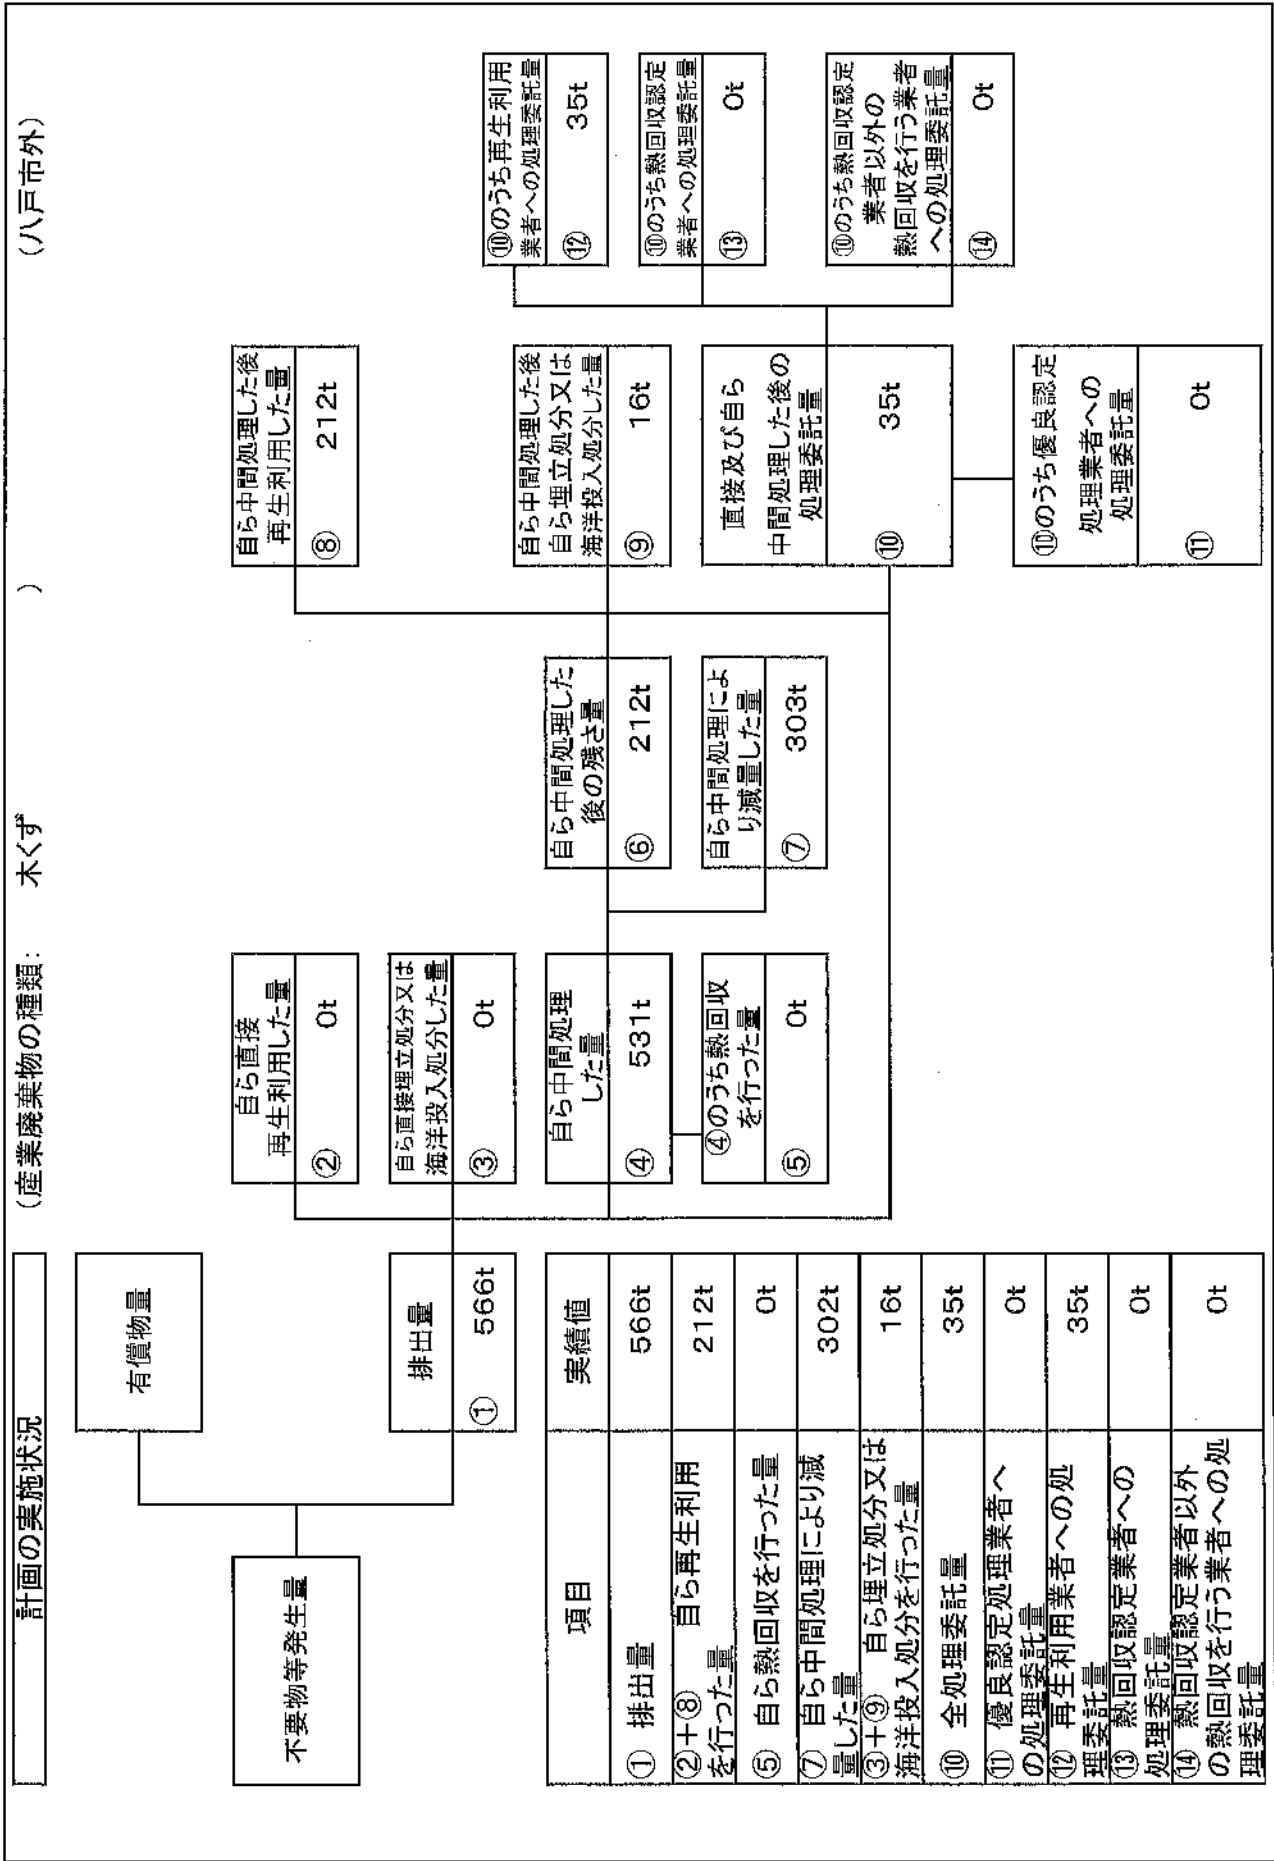 計画の実施状況
(産業廃棄物の種類: 木くず )
(八戸市外)
不要物等発生量
有償物量
排出量
① 566t
自ら直接
再生利用した量
② 0t
自ら直接埋立処分又は
海洋投入処分した量
③ 0t
自ら中間処理
した量
④ 531t
④のうち熱回収
を行った量
⑤ 0t
自ら中間処理した
後の残さ量
⑥ 212t
自ら中間処理によ
り減量した量
⑦ 303t
自ら中間処理した後
再生利用した量
⑧ 212t
自ら中間処理した後
自ら埋立処分又は
海洋投入処分した量
⑨ 16t
直接及び自ら
中間処理した後の
処理委託量
⑩ 35t
⑩のうち優良認定
処理業者への
処理委託量
⑪ 0t
⑩のうち再生利用
業者への処理委託量
⑫ 35t
⑩のうち熱回収認定
業者への処理委託量
⑬ 0t
⑩のうち熱回収認定
業者以外の
熱回収を行う業者
への処理委託量
⑭ 0t
項目 実績値
① 排出量 566t
②+⑧ 自ら再生利用
を行った量 212t
⑤ 自ら熱回収を行った量 0t
⑦ 自ら中間処理により減
量した量 302t
③+⑨ 自ら埋立処分又は
海洋投入処分を行った量 16t
⑩ 全処理委託量 35t
⑪ 優良認定処理業者へ
の処理委託量 0t
⑫ 再生利用業者への処
理委託量 35t
⑬ 熱回収認定業者への
処理委託量 0t
⑭ 熱回収認定業者以外
の熱回収を行う業者への処
理委託量 0t